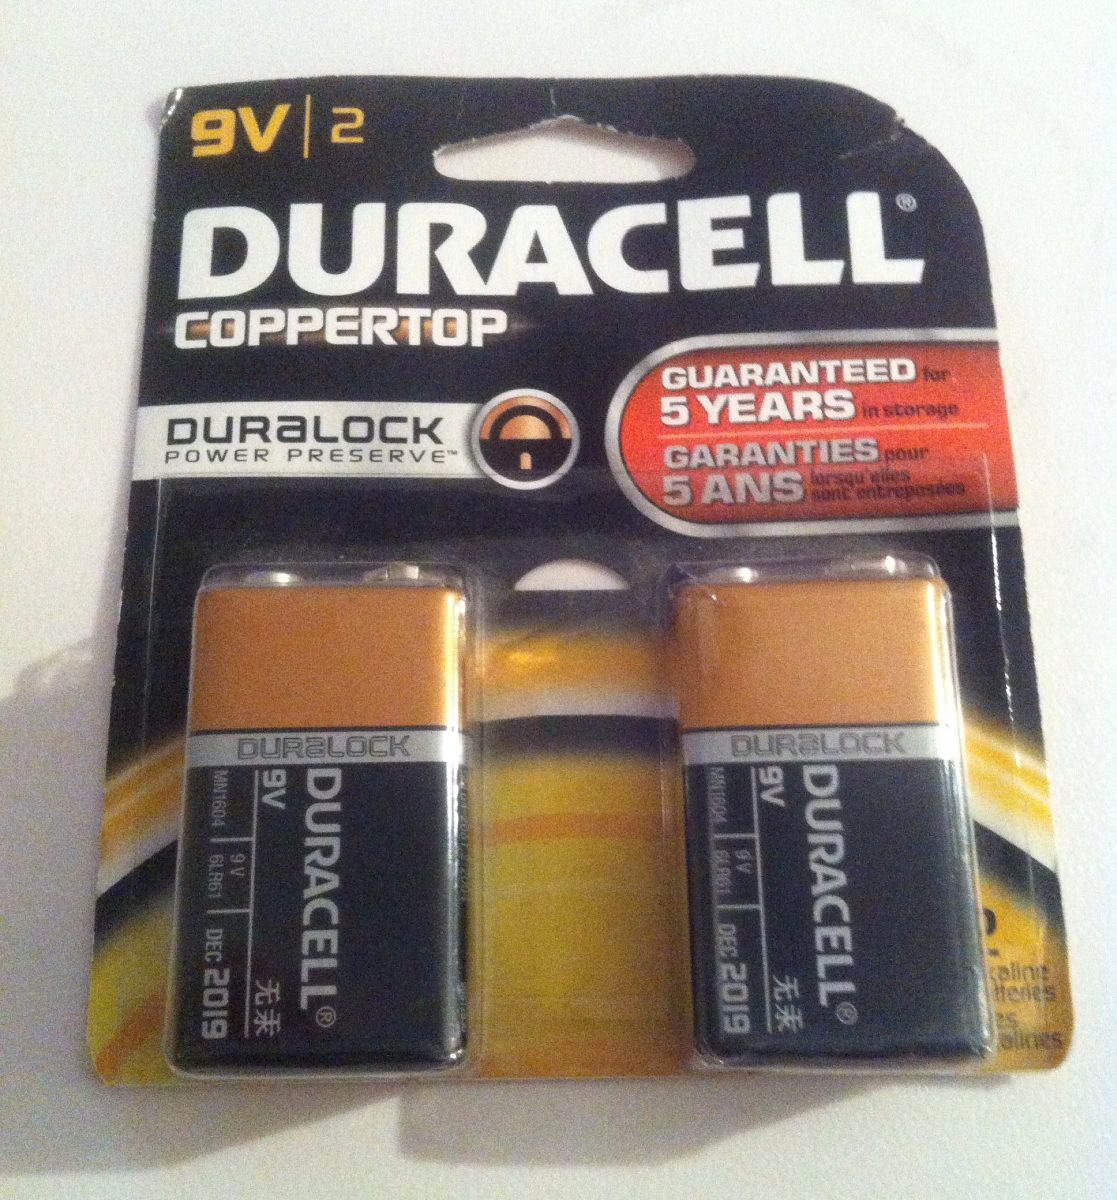 9V | 2
DURACELL®
COPPERTOP
GUARANTEED for
5 YEARS in storage
GARANTIES pour
5 ANS lorsqu'elles
sont entreposées
DURALOCK
POWER PRESERVE™
DURALOCK
DURACELL®
9V
无汞
9 V
MN1604 | 6LR61 | DEC 2019
DURALOCK
DURACELL®
9V
无汞
9 V
MN1604 | 6LR61 | DEC 2019